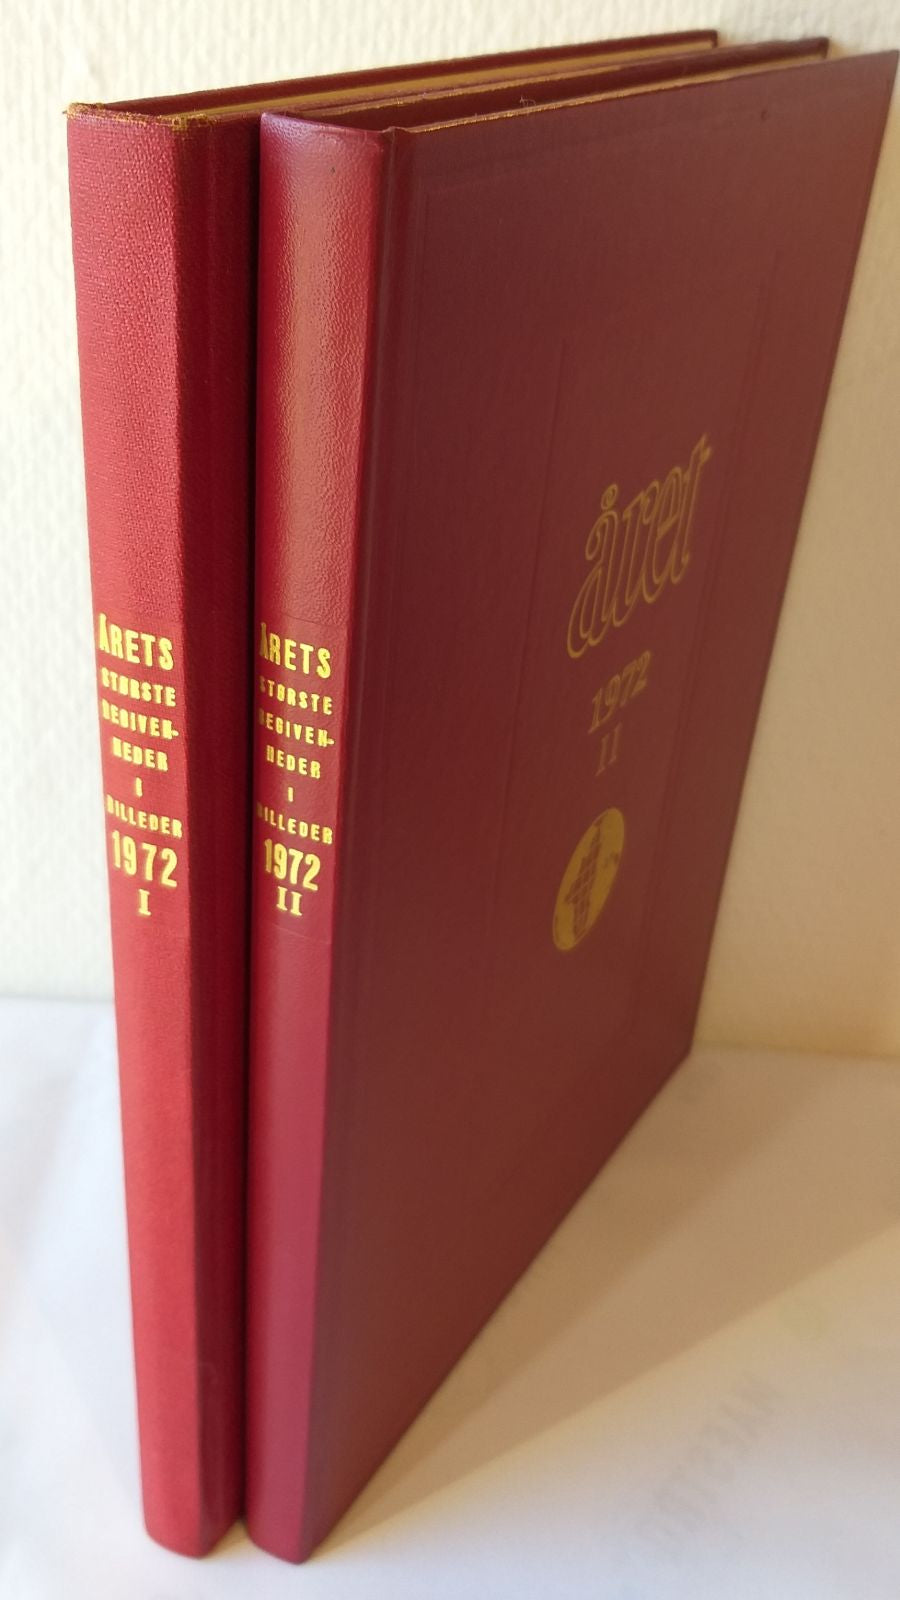 ÅRETS
STØRSTE
BEGIVEN-
HEDER
I
BILLEDER
1972
I
ÅRETS
STØRSTE
BEGIVEN-
HEDER
I
BILLEDER
1972
II
året
1972
II